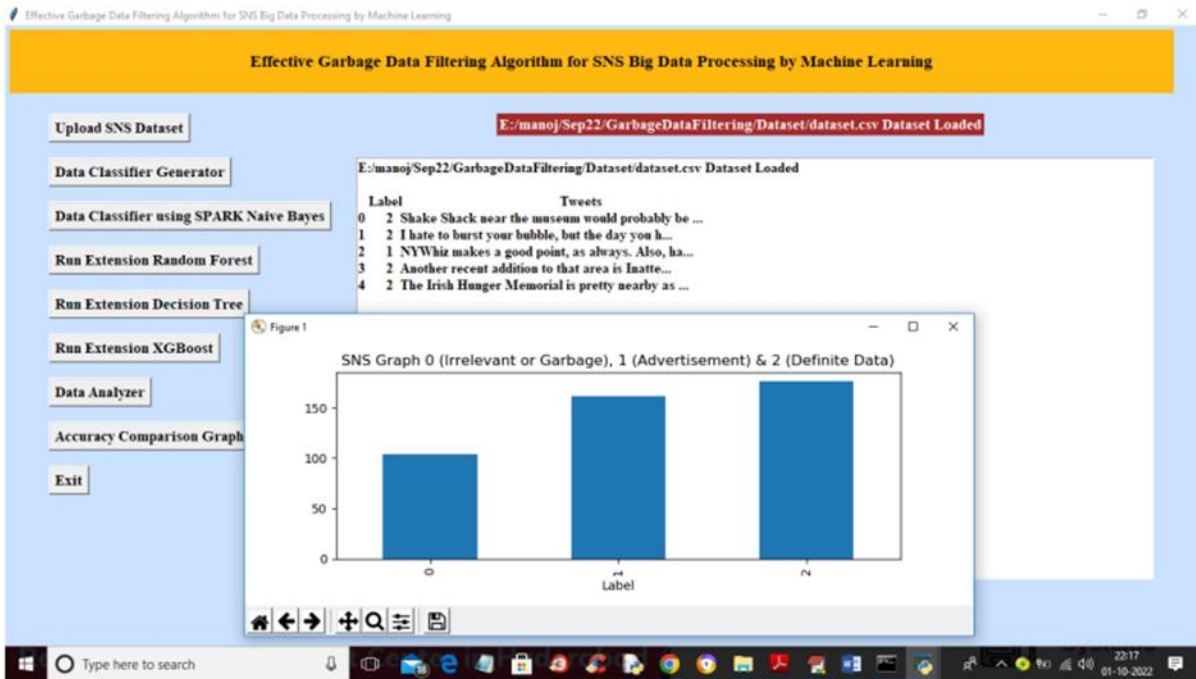 Effective Garbage Data Filtering Algorithm for SNS Big Data Processing by Machine Learning
Effective Garbage Data Filtering Algorithm for SNS Big Data Processing by Machine Learning
Upload SNS Dataset
E:/manoj/Sep22/GarbageDataFiltering/Dataset/dataset.csv Dataset Loaded
Data Classifier Generator
Data Classifier using SPARK Naive Bayes
Run Extension Random Forest
Run Extension Decision Tree
Run Extension XGBoost
Data Analyzer
Accuracy Comparison Graph
Exit
E:/manoj/Sep22/GarbageDataFiltering/Dataset/dataset.csv Dataset Loaded
Label Tweets
0 2 Shake Shack near the museum would probably be ...
1 2 I hate to burst your bubble, but the day you h...
2 1 NYWhiz makes a good point, as always. Also, ha...
3 2 Another recent addition to that area is Inatte...
4 2 The Irish Hunger Memorial is pretty nearby as ...
Figure 1
SNS Graph 0 (Irrelevant or Garbage), 1 (Advertisement) & 2 (Definite Data)
150
100
50
0
0 1 2
Label
Type here to search
22:17
01-10-2022